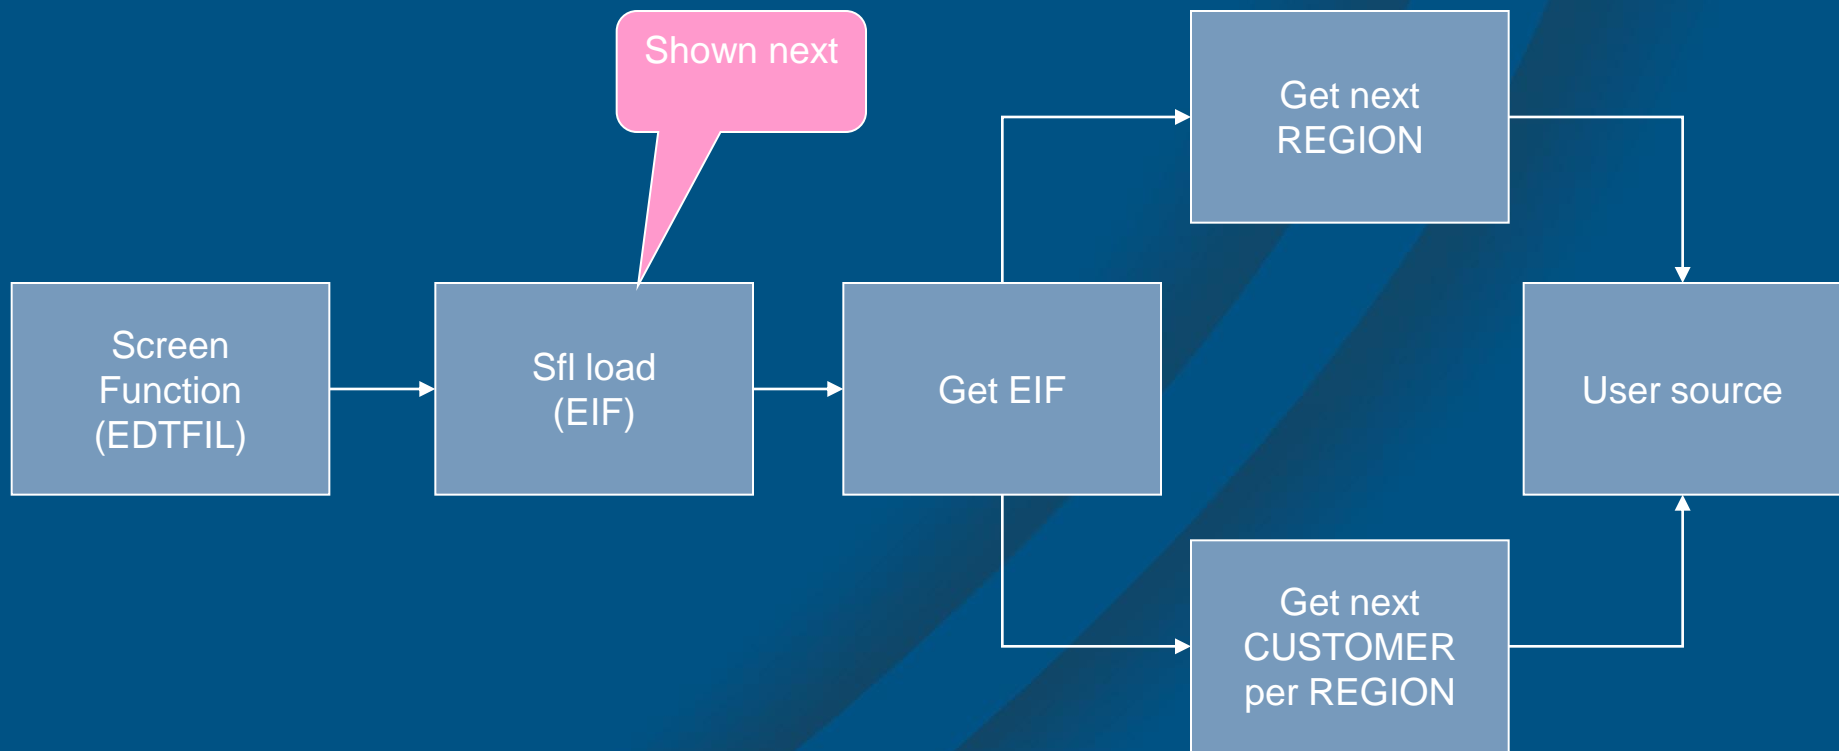 Shown next
Get next
REGION
Screen
Function
(EDTFIL)
Sfl load
(EIF)
Get EIF
User source
Get next
CUSTOMER
per REGION